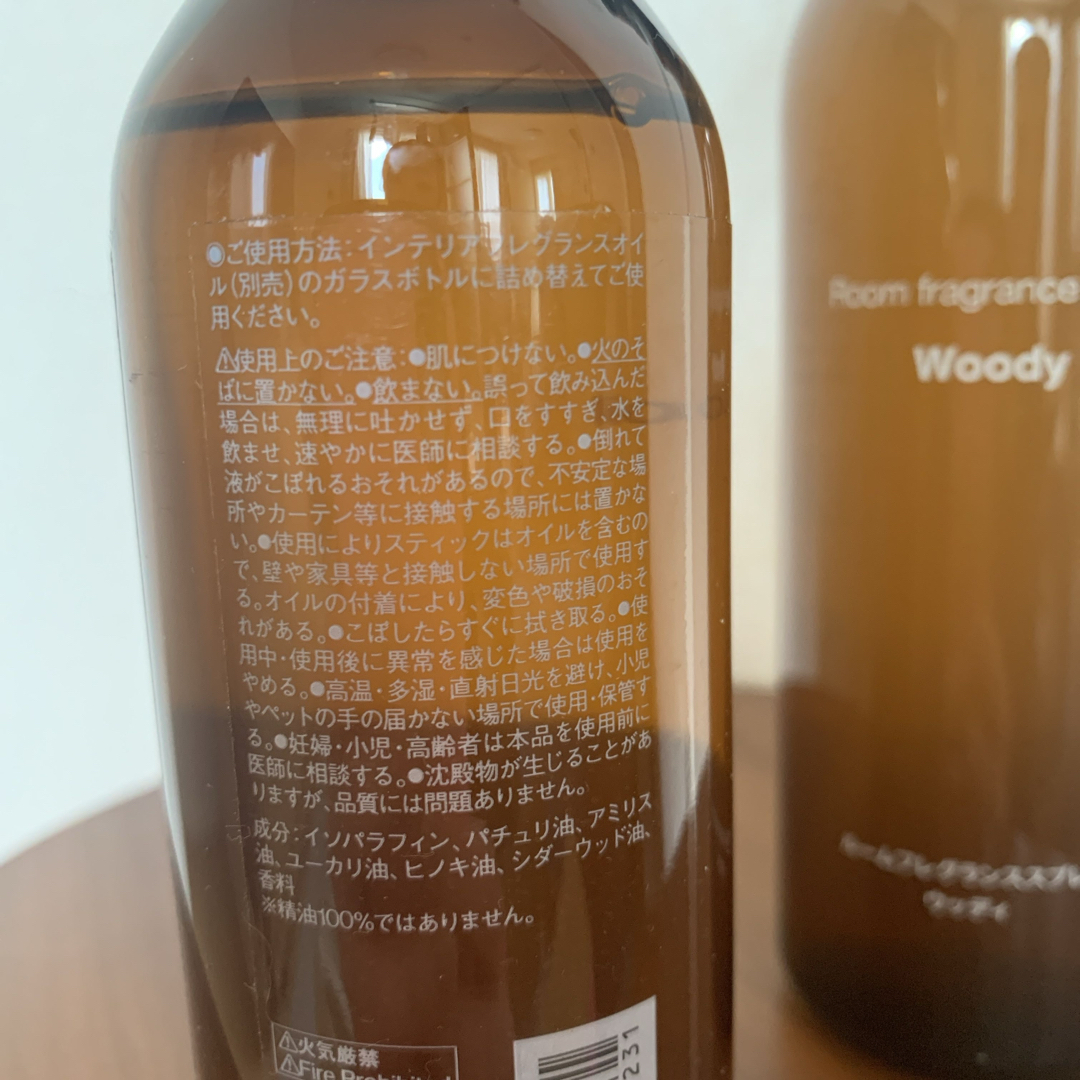 ●ご使用方法：インテリアフレグランスオイ
ル（別売）のガラスボトルに詰め替えてご使
用ください。
⚠使用上のご注意：●肌につけない。●火のそ
ばに置かない。●飲まない。誤って飲み込んだ
場合は、無理に吐かせず、口をすすぎ、水を
飲ませ、速やかに医師に相談する。●倒れて
液がこぼれるおそれがあるので、不安定な場
所やカーテン等に接触する場所には置かな
い。●使用によりスティックはオイルを含むの
で、壁や家具等と接触しない場所で使用す
る。オイルの付着により、変色や破損のおそ
れがある。●こぼしたらすぐに拭き取る。●使
用中・使用後に異常を感じた場合は使用を
やめる。●高温・多湿・直射日光を避け、小児
やペットの手の届かない場所で使用・保管す
る。●妊婦・小児・高齢者は本品を使用前に
医師に相談する。●沈殿物が生じることがあ
りますが、品質には問題ありません。
成分：イソパラフィン、パチュリ油、アミリス
油、ユーカリ油、ヒノキ油、シダーウッド油、
香料
※精油100％ではありません。
⚠火気厳禁
⚠Fire Prohibited
231
Room fragrance
Woody
ルームフレグランススプレ
ウッディ